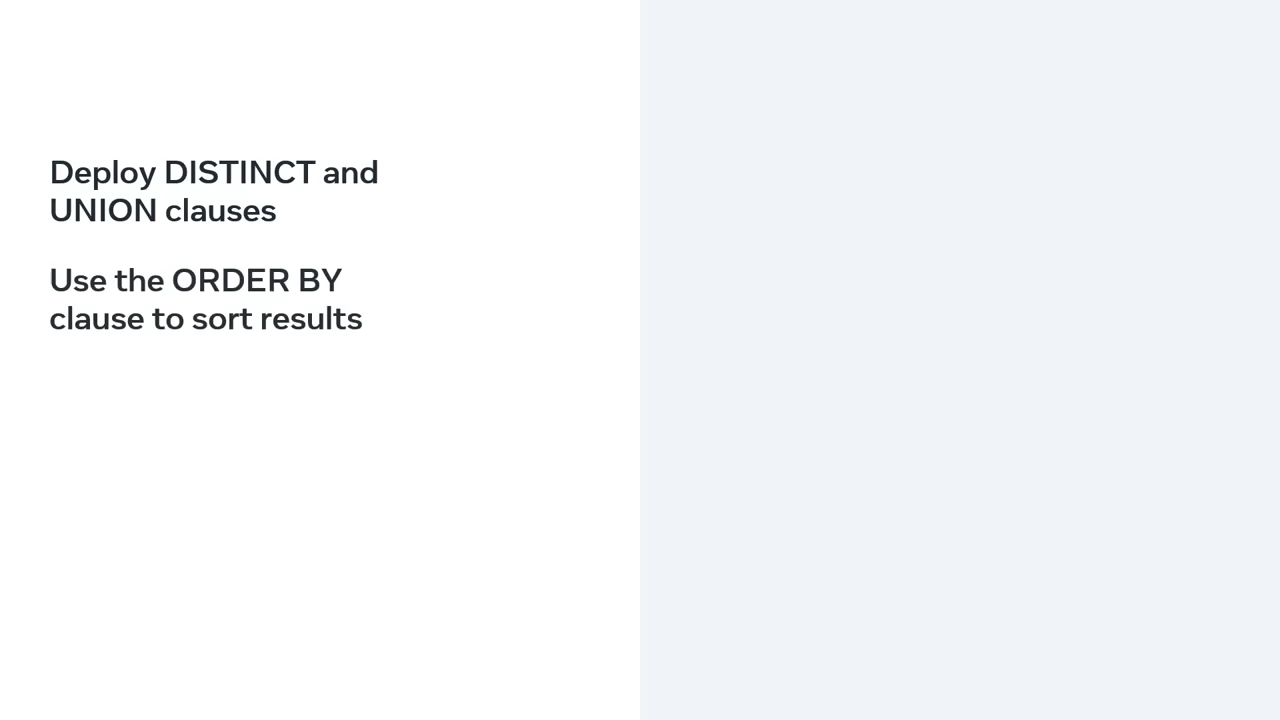 Deploy DISTINCT and
UNION clauses
Use the ORDER BY
clause to sort results